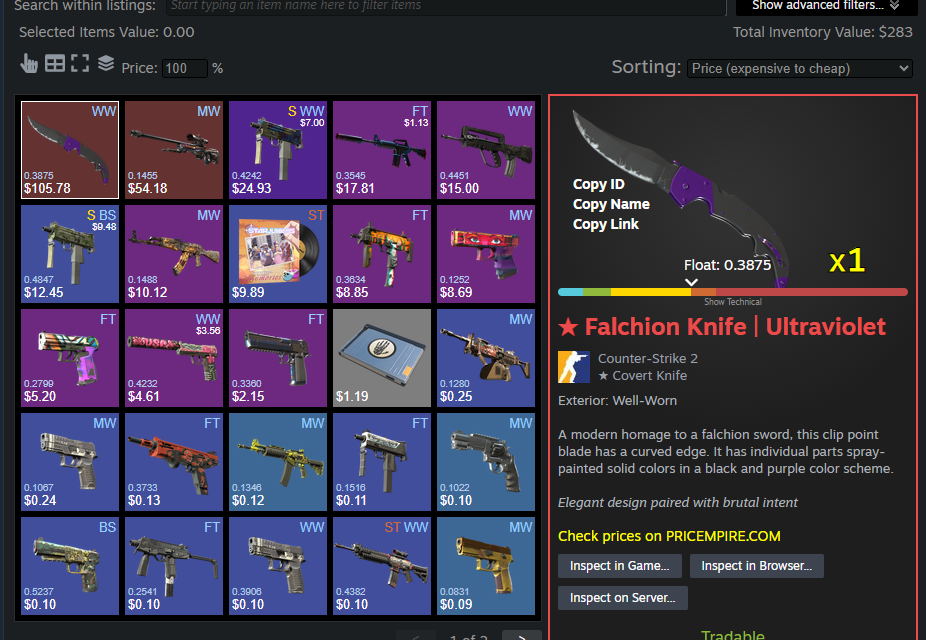 Search within listings:
Start typing an item name here to filter items
Show advanced filters...
Selected Items Value: 0.00
Total Inventory Value: $283
Price: 100 %
Sorting: Price (expensive to cheap)
WW
0.3875
$105.78
MW
0.1455
$54.18
S WW
$7.00
0.4242
$24.93
FT
$1.13
0.3545
$17.81
WW
0.4451
$15.00
S BS
$9.48
0.4847
$12.45
MW
0.1488
$10.12
ST
$9.89
FT
0.3634
$8.85
MW
0.1252
$8.69
FT
0.2799
$5.20
WW
$3.56
0.4232
$4.61
FT
0.3360
$2.15
$1.19
MW
0.1280
$0.25
MW
0.1067
$0.24
FT
0.3733
$0.13
MW
0.1346
$0.12
FT
0.1516
$0.11
MW
0.1022
$0.10
BS
0.5237
$0.10
FT
0.2541
$0.10
WW
0.3906
$0.10
ST WW
0.4382
$0.10
MW
0.0831
$0.09
< 1 of 2 >
Copy ID
Copy Name
Copy Link
Float: 0.3875
x1
Show Technical
★ Falchion Knife | Ultraviolet
Counter-Strike 2
★ Covert Knife
Exterior: Well-Worn
A modern homage to a falchion sword, this clip point
blade has a curved edge. It has individual parts spray-
painted solid colors in a black and purple color scheme.
Elegant design paired with brutal intent
Check prices on PRICEMPIRE.COM
Inspect in Game...
Inspect in Browser...
Inspect on Server...
Tradable